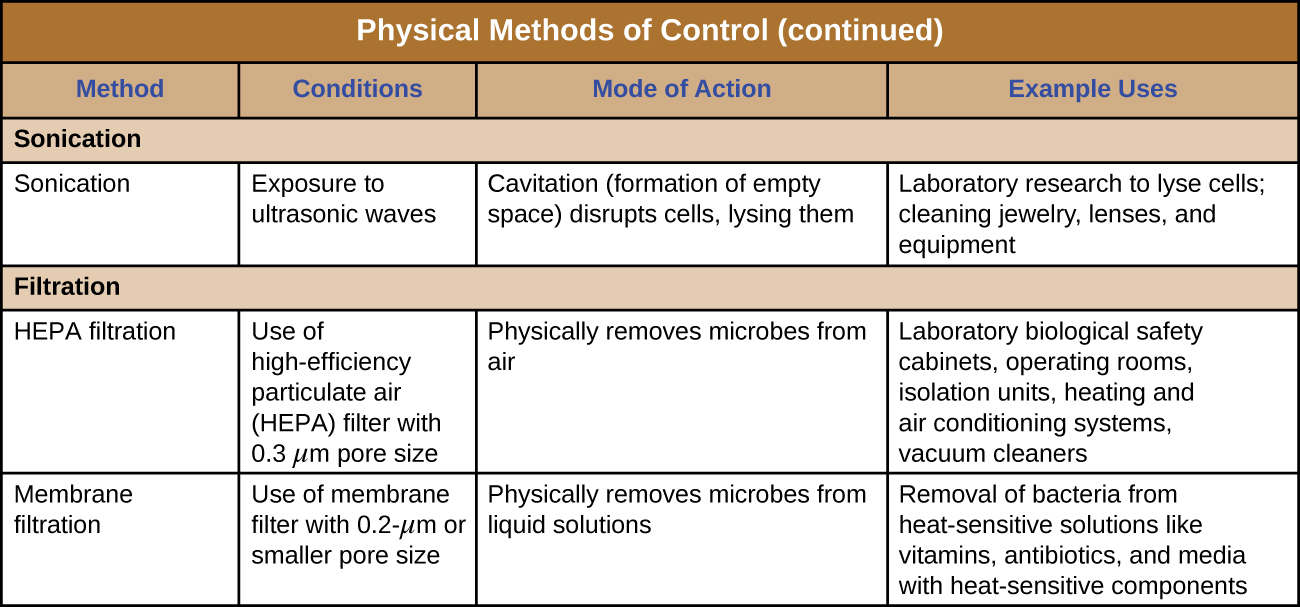 Physical Methods of Control (continued)
Method Conditions Mode of Action Example Uses
Sonication
Sonication
Exposure to
ultrasonic waves
Cavitation (formation of empty
space) disrupts cells, lysing them
Laboratory research to lyse cells;
cleaning jewelry, lenses, and
equipment
Filtration
HEPA filtration
Use of
high-efficiency
particulate air
(HEPA) filter with
0.3 μm pore size
Physically removes microbes from
air
Laboratory biological safety
cabinets, operating rooms,
isolation units, heating and
air conditioning systems,
vacuum cleaners
Membrane
filtration
Use of membrane
filter with 0.2-μm or
smaller pore size
Physically removes microbes from
liquid solutions
Removal of bacteria from
heat-sensitive solutions like
vitamins, antibiotics, and media
with heat-sensitive components